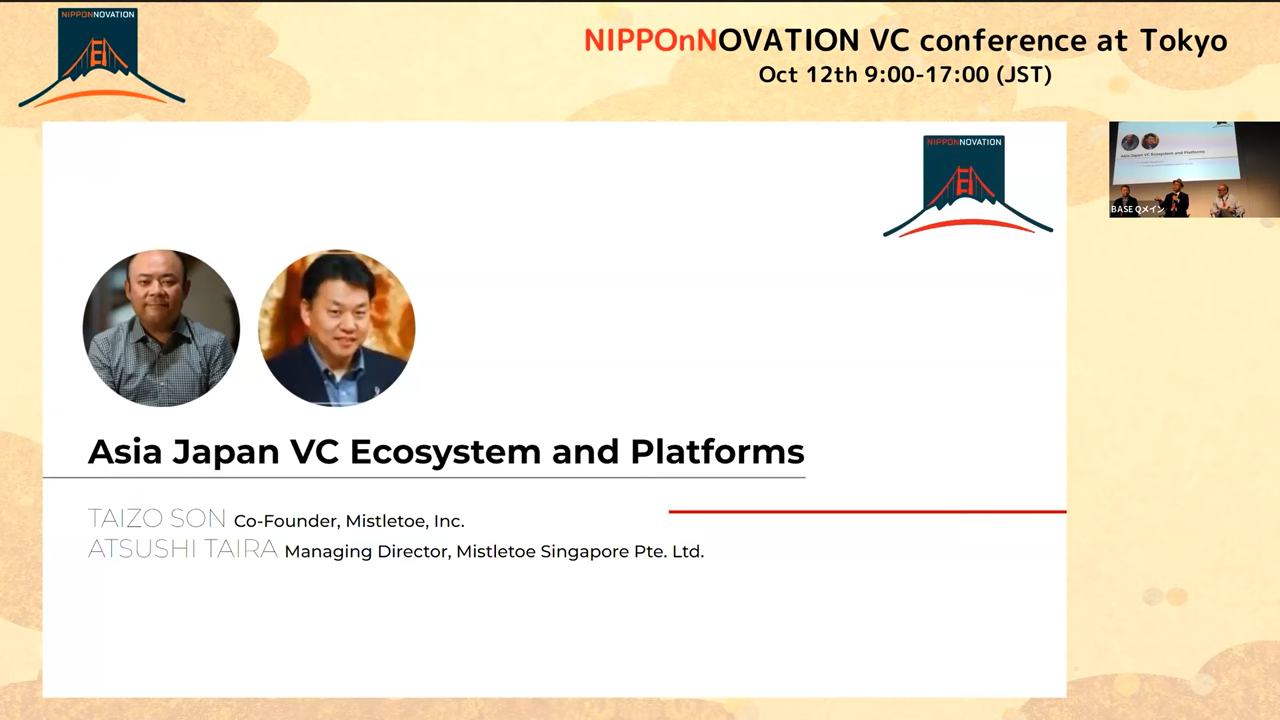 NIPPONNOVATION
NIPPOnNOVATION VC conference at Tokyo
Oct 12th 9:00-17:00 (JST)
NIPPONNOVATION
Asia Japan VC Ecosystem and Platforms
BASE Qメイン
Asia Japan VC Ecosystem and Platforms
TAIZO SON Co-Founder, Mistletoe, Inc.
ATSUSHI TAIRA Managing Director, Mistletoe Singapore Pte. Ltd.